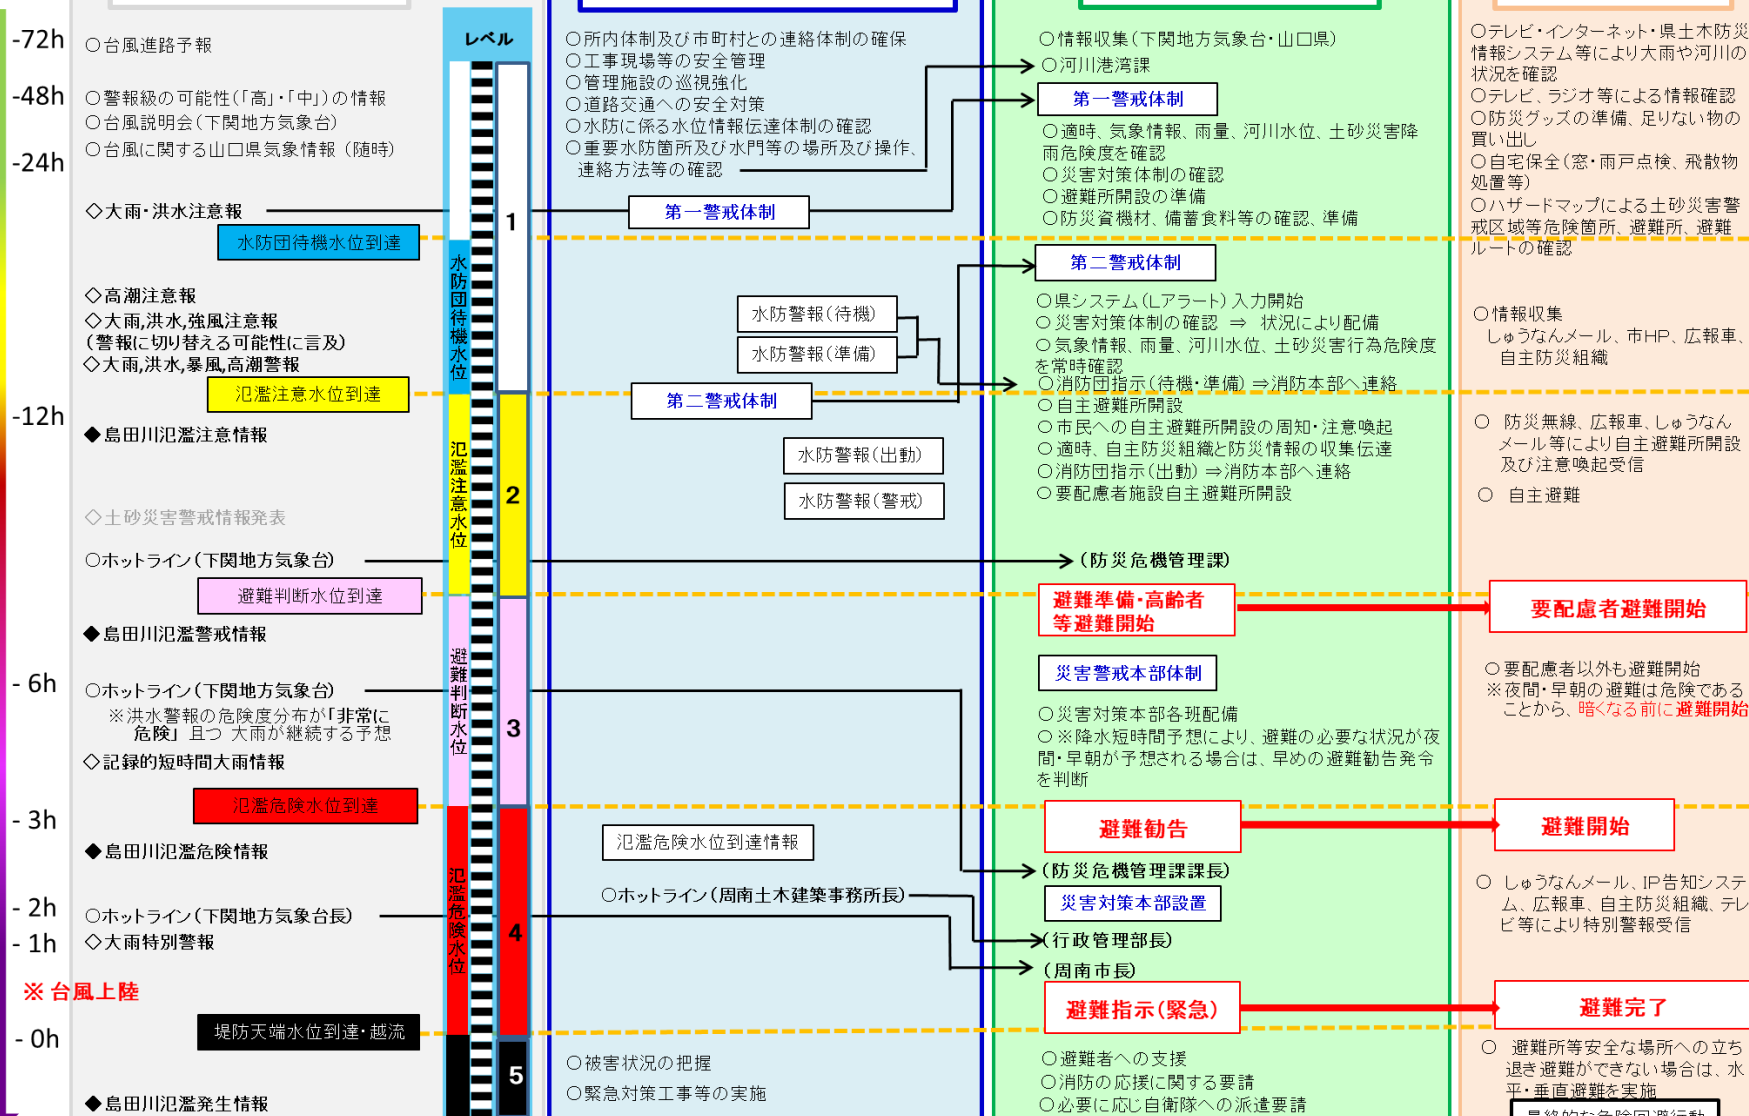 -72h
-48h
-24h
-12h
- 6h
- 3h
- 2h
- 1h
※台風上陸
- 0h
○台風進路予報
○警報級の可能性(「高」・「中」)の情報
○台風説明会(下関地方気象台)
○台風に関する山口県気象情報(随時)
◇大雨・洪水注意報
水防団待機水位到達
◇高潮注意報
◇大雨,洪水,強風注意報
(警報に切り替える可能性に言及)
◇大雨,洪水,暴風,高潮警報
氾濫注意水位到達
◆島田川氾濫注意情報
◇土砂災害警戒情報発表
○ホットライン(下関地方気象台)
避難判断水位到達
◆島田川氾濫警戒情報
○ホットライン(下関地方気象台)
※洪水警報の危険度分布が「非常に
危険」且つ 大雨が継続する予想
◇記録的短時間大雨情報
氾濫危険水位到達
◆島田川氾濫危険情報
○ホットライン(下関地方気象台長)
◇大雨特別警報
堤防天端水位到達・越流
◆島田川氾濫発生情報
レベル
水防団待機水位
氾濫注意水位
避難判断水位
氾濫危険水位
1
2
3
4
5
○所内体制及び市町村との連絡体制の確保
○工事現場等の安全管理
○管理施設の巡視強化
○道路交通への安全対策
○水防に係る水位情報伝達体制の確認
○重要水防箇所及び水門等の場所及び操作、
連絡方法等の確認
第一警戒体制
水防警報(待機)
水防警報(準備)
第二警戒体制
水防警報(出動)
水防警報(警戒)
氾濫危険水位到達情報
○ホットライン(周南土木建築事務所長)
○被害状況の把握
○緊急対策工事等の実施
○情報収集(下関地方気象台・山口県)
○河川港湾課
第一警戒体制
○適時、気象情報、雨量、河川水位、土砂災害降
雨危険度を確認
○災害対策体制の確認
○避難所開設の準備
○防災資機材、備蓄食料等の確認、準備
第二警戒体制
○県システム(Lアラート)入力開始
○災害対策体制の確認 ⇒ 状況により配備
○気象情報、雨量、河川水位、土砂災害行為危険度
を常時確認
○消防団指示(待機・準備)⇒消防本部へ連絡
○自主避難所開設
○市民への自主避難所開設の周知・注意喚起
○適時、自主防災組織と防災情報の収集伝達
○消防団指示(出動)⇒消防本部へ連絡
○要配慮者施設自主避難所開設
(防災危機管理課)
避難準備・高齢者
等避難開始
災害警戒本部体制
○災害対策本部各班配備
○※降水短時間予想により、避難の必要な状況が夜
間・早朝が予想される場合は、早めの避難勧告発令
を判断
避難勧告
(防災危機管理課課長)
災害対策本部設置
(行政管理部長)
(周南市長)
避難指示(緊急)
○避難者への支援
○消防の応援に関する要請
○必要に応じ自衛隊への派遣要請
○テレビ・インターネット・県土木防災
情報システム等により大雨や河川の
状況を確認
○テレビ、ラジオ等による情報確認
○防災グッズの準備、足りない物の
買い出し
○自宅保全(窓・雨戸点検、飛散物
処置等)
○ハザードマップによる土砂災害警
戒区域等危険箇所、避難所、避難
ルートの確認
○情報収集
しゅうなんメール、市HP、広報車、
自主防災組織
○ 防災無線、広報車、しゅうなん
メール等により自主避難所開設
及び注意喚起受信
○ 自主避難
要配慮者避難開始
○要配慮者以外も避難開始
※夜間・早朝の避難は危険である
ことから、暗くなる前に避難開始
避難開始
○ しゅうなんメール、IP告知システ
ム、広報車、自主防災組織、テレ
ビ等により特別警報受信
避難完了
○ 避難所等安全な場所への立ち
退き避難ができない場合は、水
平・垂直避難を実施
最終的な危険回避行動